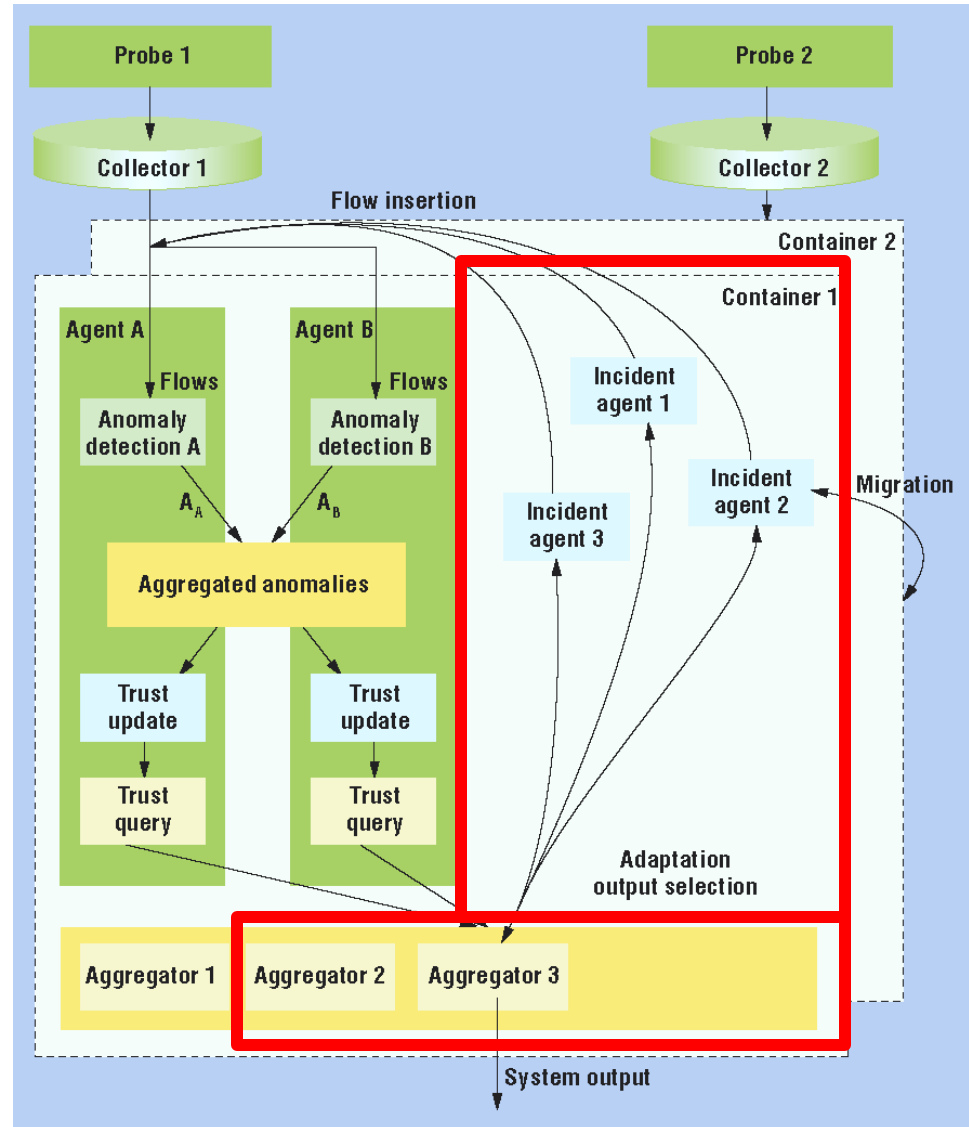 Probe 1
Probe 2
Collector 1
Collector 2
Flow insertion
Container 2
Container 1
Agent A
Agent B
Flows
Flows
Incident
agent 1
Anomaly
detection A
Anomaly
detection B
Incident
agent 2
Migration
A_A
A_B
Incident
agent 3
Aggregated anomalies
Trust
update
Trust
update
Trust
query
Trust
query
Adaptation
output selection
Aggregator 1
Aggregator 2
Aggregator 3
System output